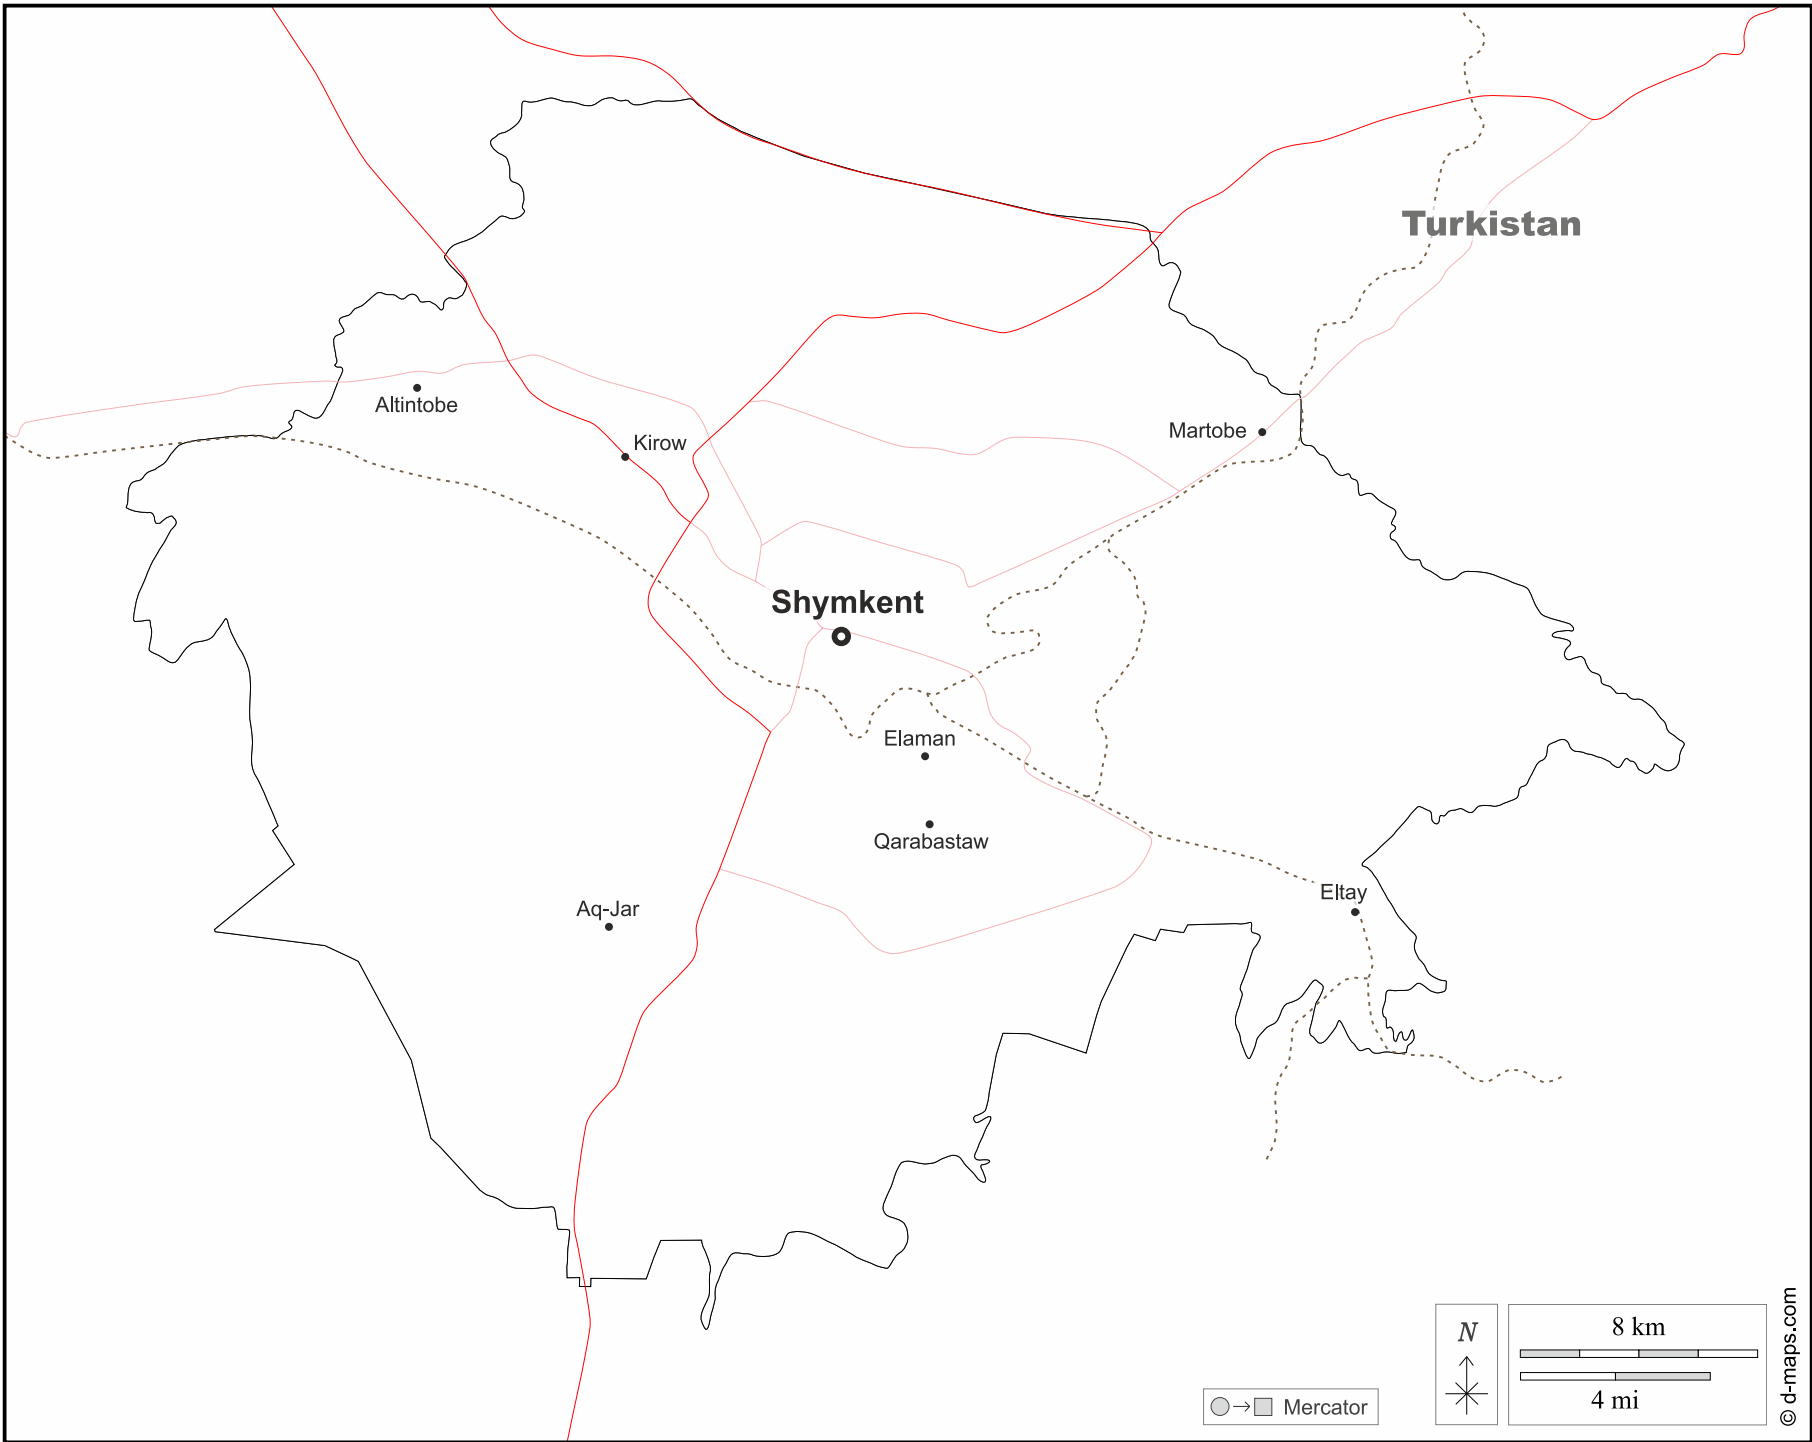 Turkistan
Altintobe
Kirow
Martobe
Shymkent
Elaman
Qarabastaw
Eltay
Aq-Jar
N
8 km
4 mi
Mercator
© d-maps.com